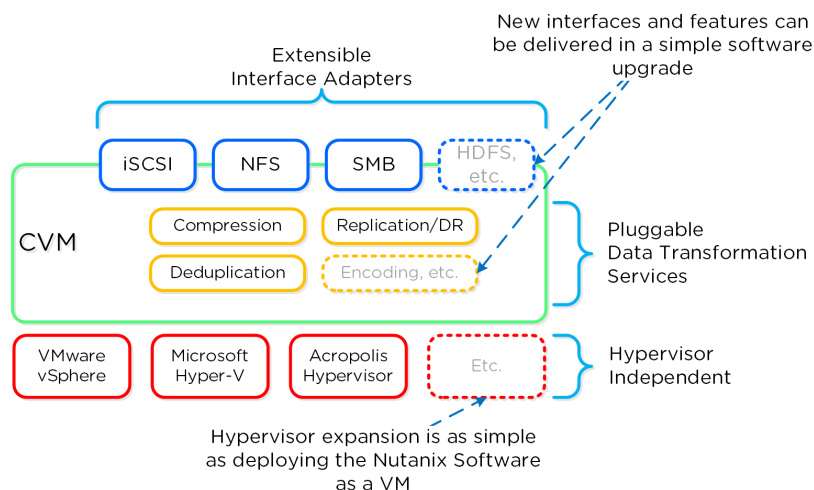 New interfaces and features can
be delivered in a simple software
upgrade
Extensible
Interface Adapters
iSCSI
NFS
SMB
HDFS,
etc.
CVM
Compression
Replication/DR
Deduplication
Encoding, etc.
Pluggable
Data Transformation
Services
VMware
vSphere
Microsoft
Hyper-V
Acropolis
Hypervisor
Etc.
Hypervisor
Independent
Hypervisor expansion is as simple
as deploying the Nutanix Software
as a VM